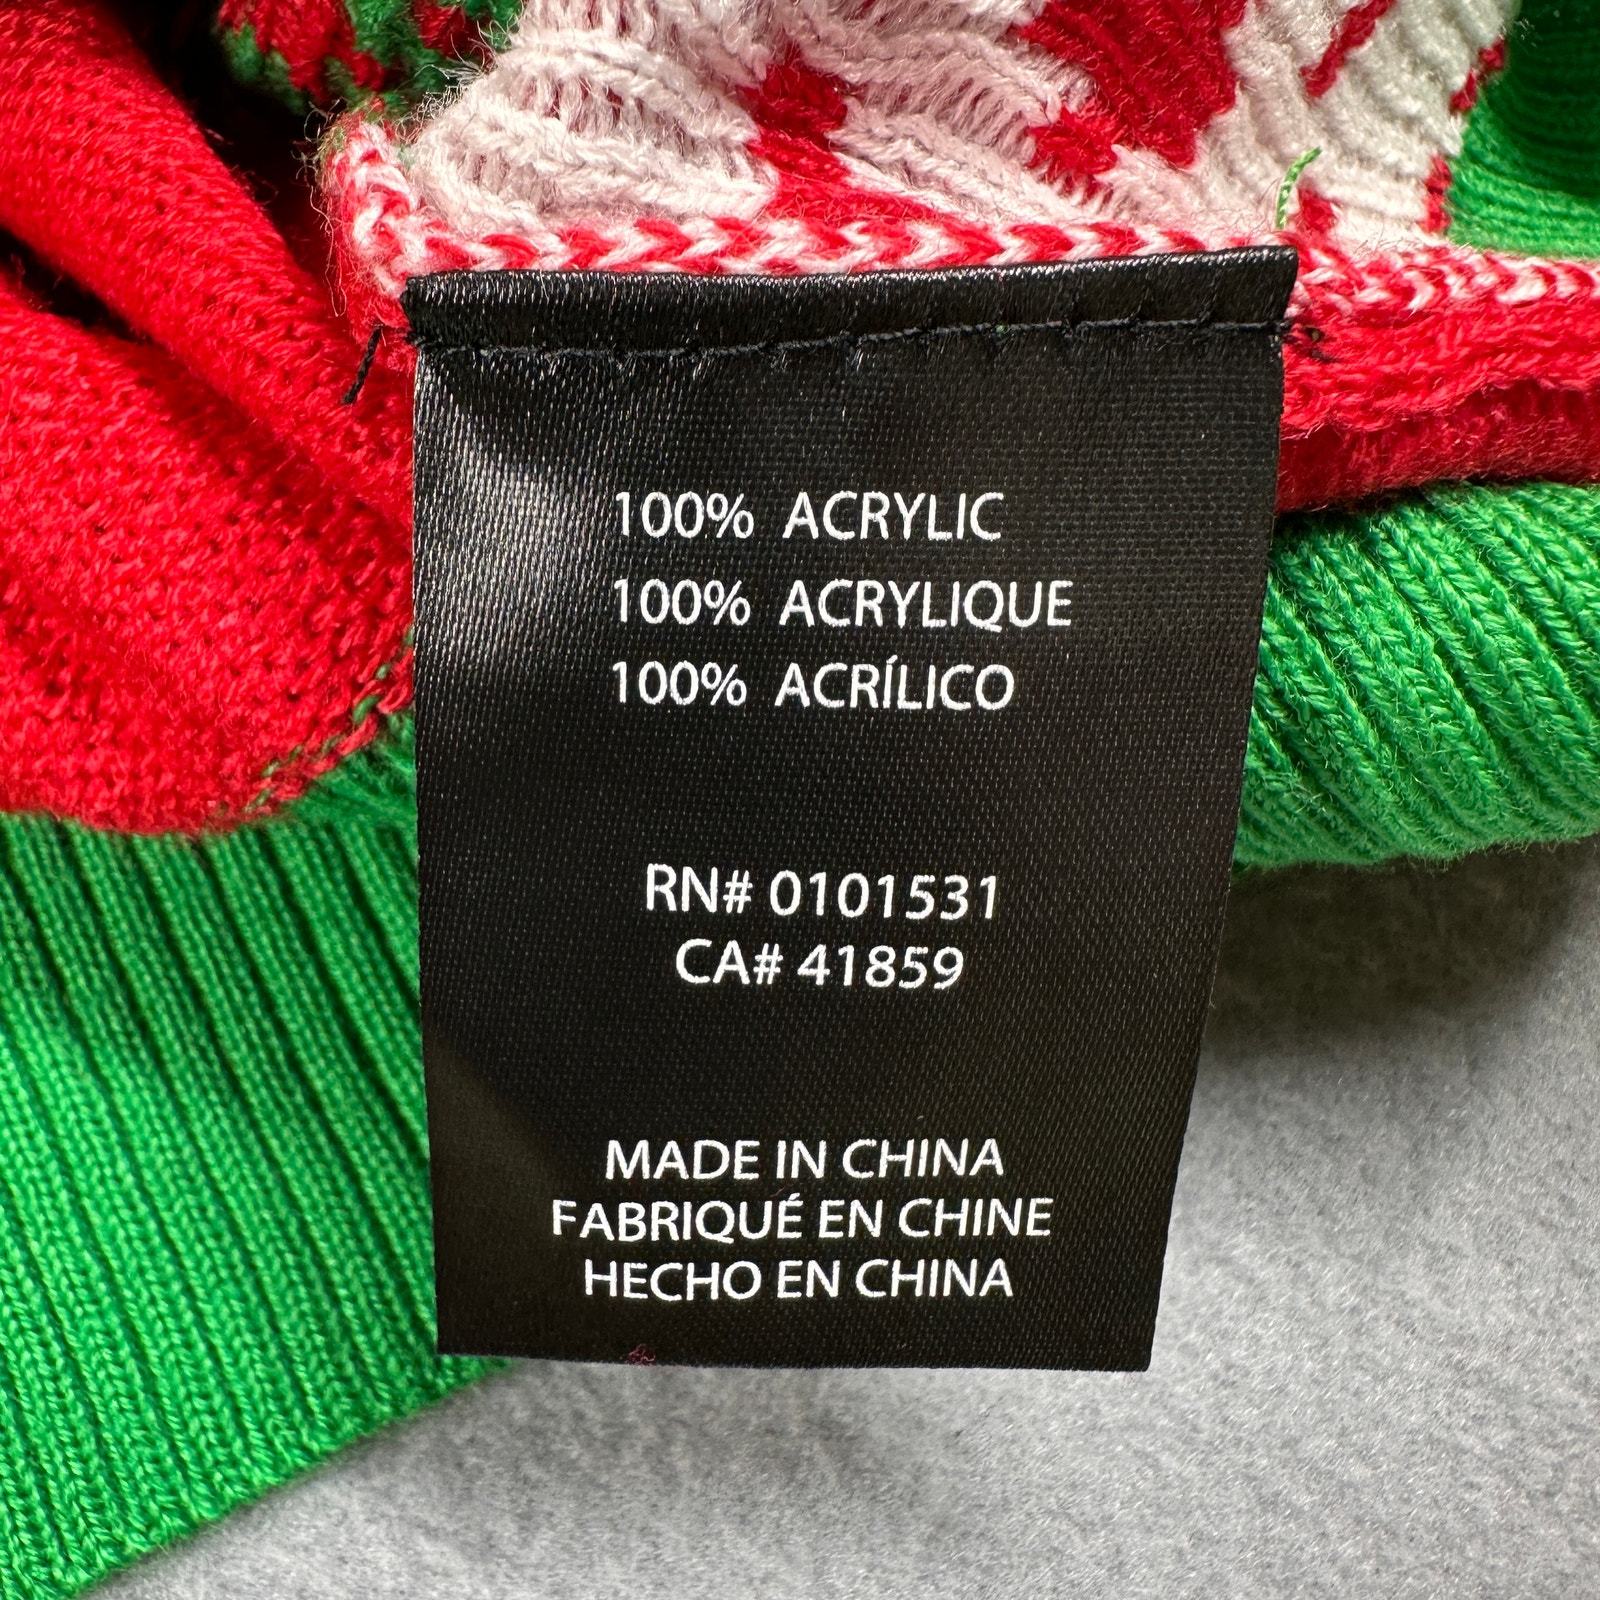 100% ACRYLIC
100% ACRYLIQUE
100% ACRÍLICO
RN# 0101531
CA# 41859
MADE IN CHINA
FABRIQUÉ EN CHINE
HECHO EN CHINA